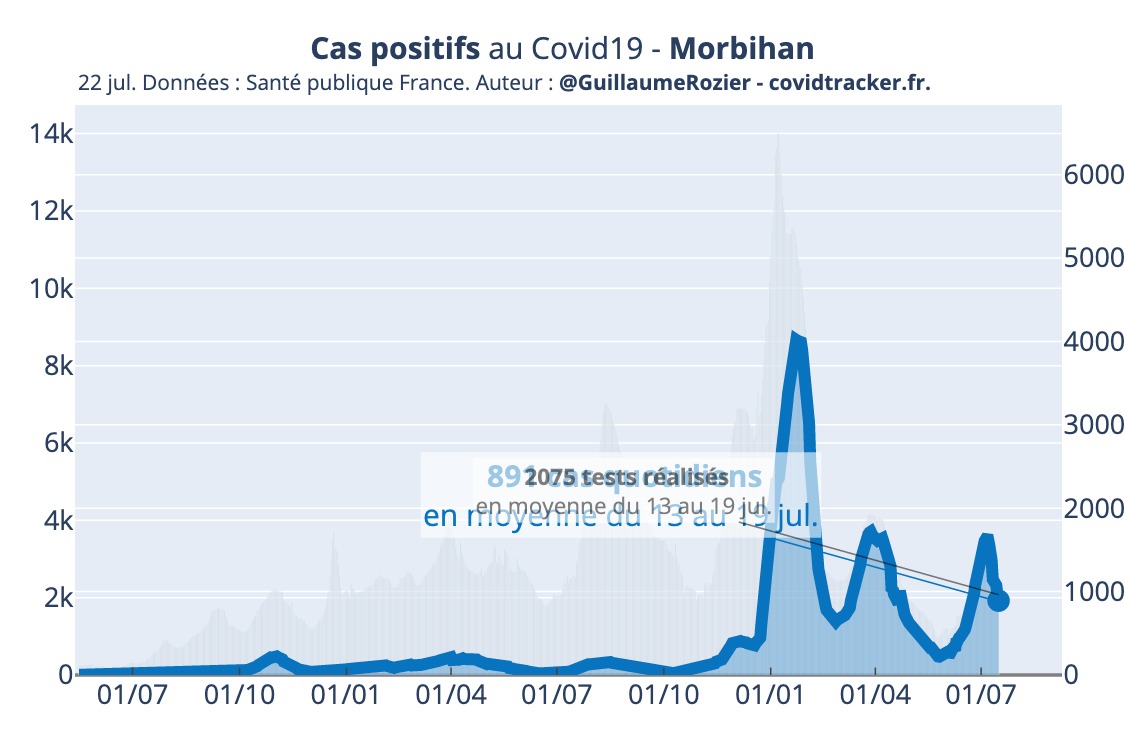 Cas positifs au Covid19 - Morbihan
22 jul. Données : Santé publique France. Auteur : @GuillaumeRozier - covidtracker.fr.
14k
12k
10k
8k
6k
4k
2k
0
6000
5000
4000
3000
2000
1000
0
891 cas quotidiens
en moyenne du 13 au 19 jul.
2075 tests réalisés
en moyenne du 13 au 19 jul.
01/07 01/10 01/01 01/04 01/07 01/10 01/01 01/04 01/07